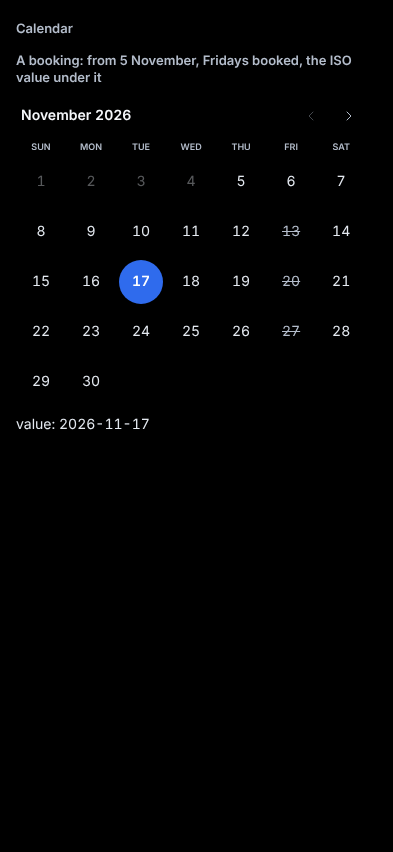 Calendar
A booking: from 5 November, Fridays booked, the ISO
value under it
November 2026
SUN MON TUE WED THU FRI SAT
1 2 3 4 5 6 7
8 9 10 11 12 13 14
15 16 17 18 19 20 21
22 23 24 25 26 27 28
29 30
value: 2026-11-17